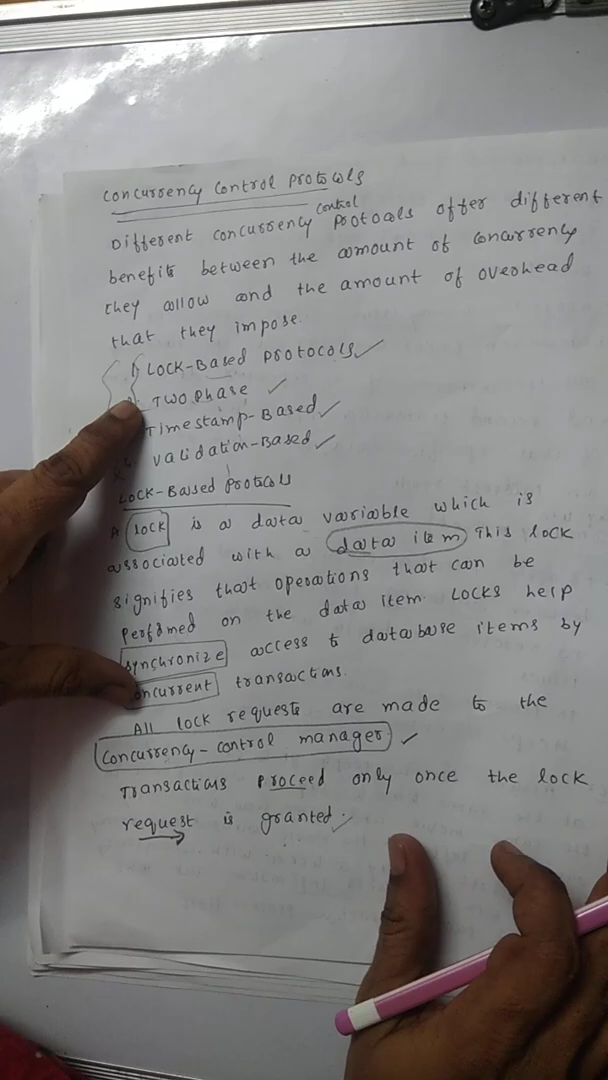 Concurrency Control Protocols
Different concurrency control protocals offer different
benefits between the amount of concurrency
they allow and the amount of overhead
that they impose.
1) Lock-Based Protocols ✓
Two Phase ✓
Timestamp-Based ✓
Validation-Based ✓
Lock-Based Protocols
A lock is a data variable which is
associated with a data item This lock
signifies that operations that can be
performed on the data item. Locks help
synchronize access to database items by
concurrent transactions.
All lock requests are made to the
Concurrency-control manager. ✓
Transactions proceed only once the lock
request is granted. ✓